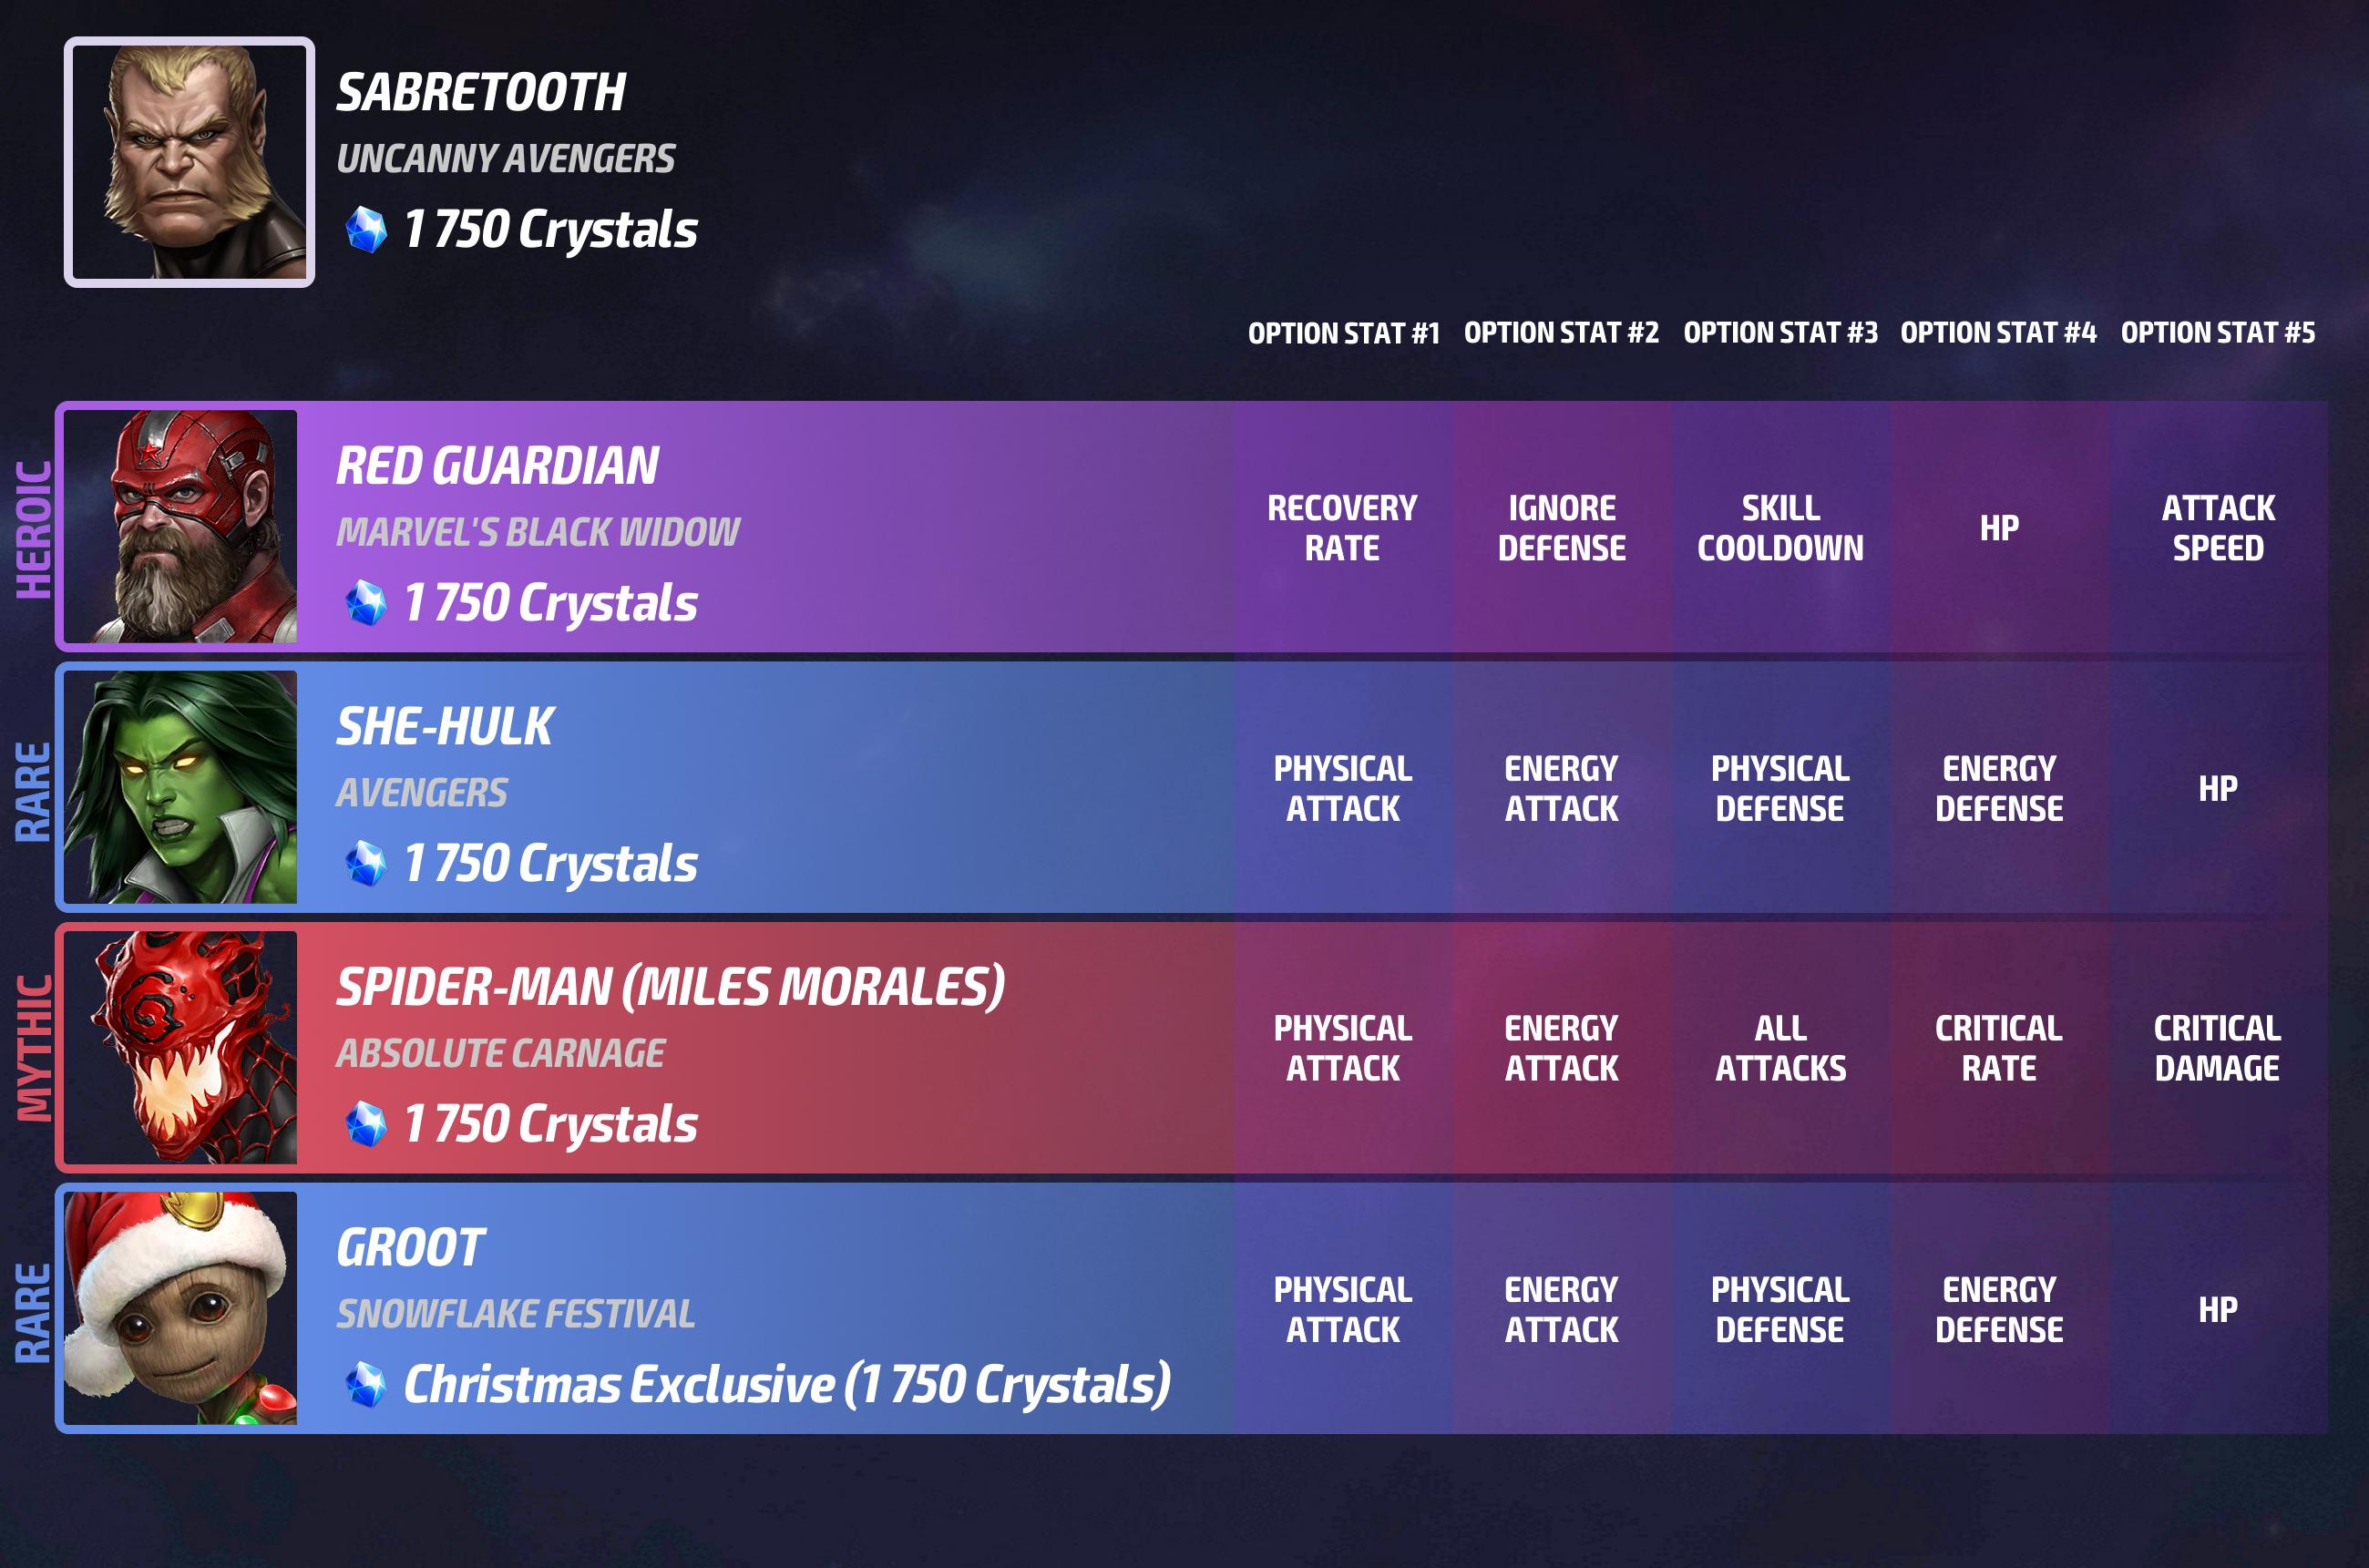 SABRETOOTH
UNCANNY AVENGERS
1 750 Crystals
OPTION STAT #1 OPTION STAT #2 OPTION STAT #3 OPTION STAT #4 OPTION STAT #5
HEROIC
RED GUARDIAN
MARVEL'S BLACK WIDOW
1 750 Crystals
RECOVERY
RATE
IGNORE
DEFENSE
SKILL
COOLDOWN
HP
ATTACK
SPEED
RARE
SHE-HULK
AVENGERS
1 750 Crystals
PHYSICAL
ATTACK
ENERGY
ATTACK
PHYSICAL
DEFENSE
ENERGY
DEFENSE
HP
MYTHIC
SPIDER-MAN (MILES MORALES)
ABSOLUTE CARNAGE
1 750 Crystals
PHYSICAL
ATTACK
ENERGY
ATTACK
ALL
ATTACKS
CRITICAL
RATE
CRITICAL
DAMAGE
RARE
GROOT
SNOWFLAKE FESTIVAL
Christmas Exclusive (1 750 Crystals)
PHYSICAL
ATTACK
ENERGY
ATTACK
PHYSICAL
DEFENSE
ENERGY
DEFENSE
HP